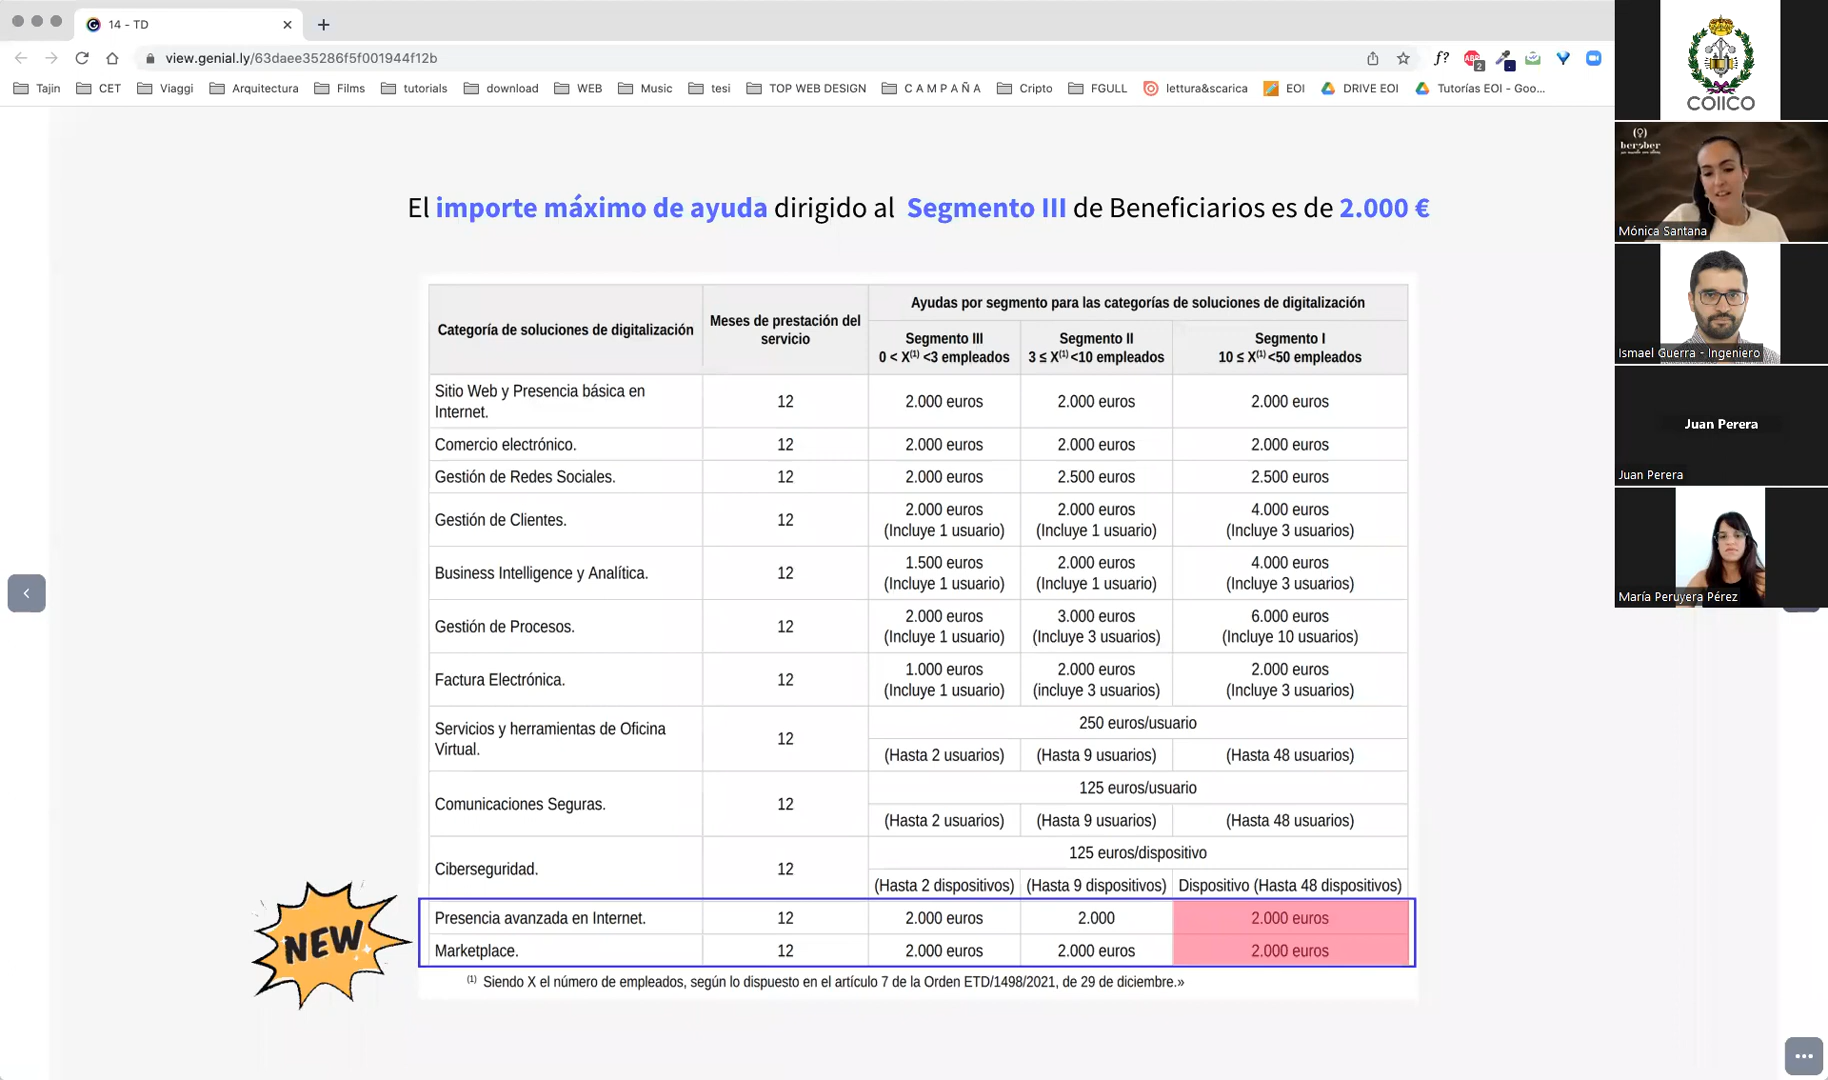 14 - TD
view.genial.ly/63daee35286f5f001944f12b
f?
2
Tajin CET Viaggi Arquitectura Films tutorials download WEB Music tesi TOP WEB DESIGN C A M P A Ñ A Cripto FGULL lettura&scarica EOI DRIVE EOI Tutorías EOI - Goo...
El importe máximo de ayuda dirigido al Segmento III de Beneficiarios es de 2.000 €
Categoría de soluciones de digitalización
Meses de prestación del
servicio
Ayudas por segmento para las categorías de soluciones de digitalización
Segmento III
0 < X(1) <3 empleados
Segmento II
3 ≤ X(1) <10 empleados
Segmento I
10 ≤ X(1) <50 empleados
Sitio Web y Presencia básica en
Internet.
12
2.000 euros
2.000 euros
2.000 euros
Comercio electrónico.
12
2.000 euros
2.000 euros
2.000 euros
Gestión de Redes Sociales.
12
2.000 euros
2.500 euros
2.500 euros
Gestión de Clientes.
12
2.000 euros
(Incluye 1 usuario)
2.000 euros
(Incluye 1 usuario)
4.000 euros
(Incluye 3 usuarios)
Business Intelligence y Analítica.
12
1.500 euros
(Incluye 1 usuario)
2.000 euros
(Incluye 1 usuario)
4.000 euros
(Incluye 3 usuarios)
Gestión de Procesos.
12
2.000 euros
(Incluye 1 usuario)
3.000 euros
(Incluye 3 usuarios)
6.000 euros
(Incluye 10 usuarios)
Factura Electrónica.
12
1.000 euros
(Incluye 1 usuario)
2.000 euros
(incluye 3 usuarios)
2.000 euros
(Incluye 3 usuarios)
Servicios y herramientas de Oficina
Virtual.
12
250 euros/usuario
(Hasta 2 usuarios)
(Hasta 9 usuarios)
(Hasta 48 usuarios)
Comunicaciones Seguras.
12
125 euros/usuario
(Hasta 2 usuarios)
(Hasta 9 usuarios)
(Hasta 48 usuarios)
Ciberseguridad.
12
125 euros/dispositivo
(Hasta 2 dispositivos)
(Hasta 9 dispositivos)
Dispositivo (Hasta 48 dispositivos)
NEW
Presencia avanzada en Internet.
12
2.000 euros
2.000
2.000 euros
Marketplace.
12
2.000 euros
2.000 euros
2.000 euros
(1) Siendo X el número de empleados, según lo dispuesto en el artículo 7 de la Orden ETD/1498/2021, de 29 de diciembre.»
COIICO
Mónica Santana
Ismael Guerra - Ingeniero
Juan Perera
Juan Perera
María Peruyera Pérez